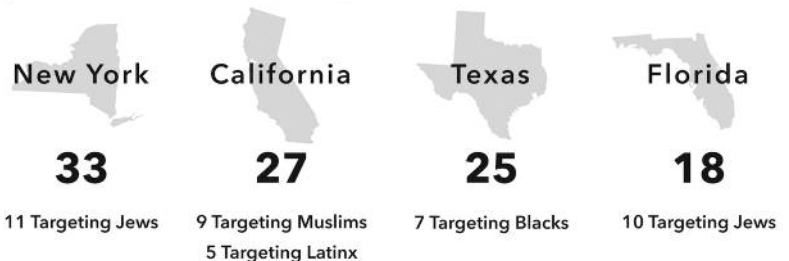 New York
33
11 Targeting Jews
California
27
9 Targeting Muslims
5 Targeting Latinx
Texas
25
7 Targeting Blacks
Florida
18
10 Targeting Jews